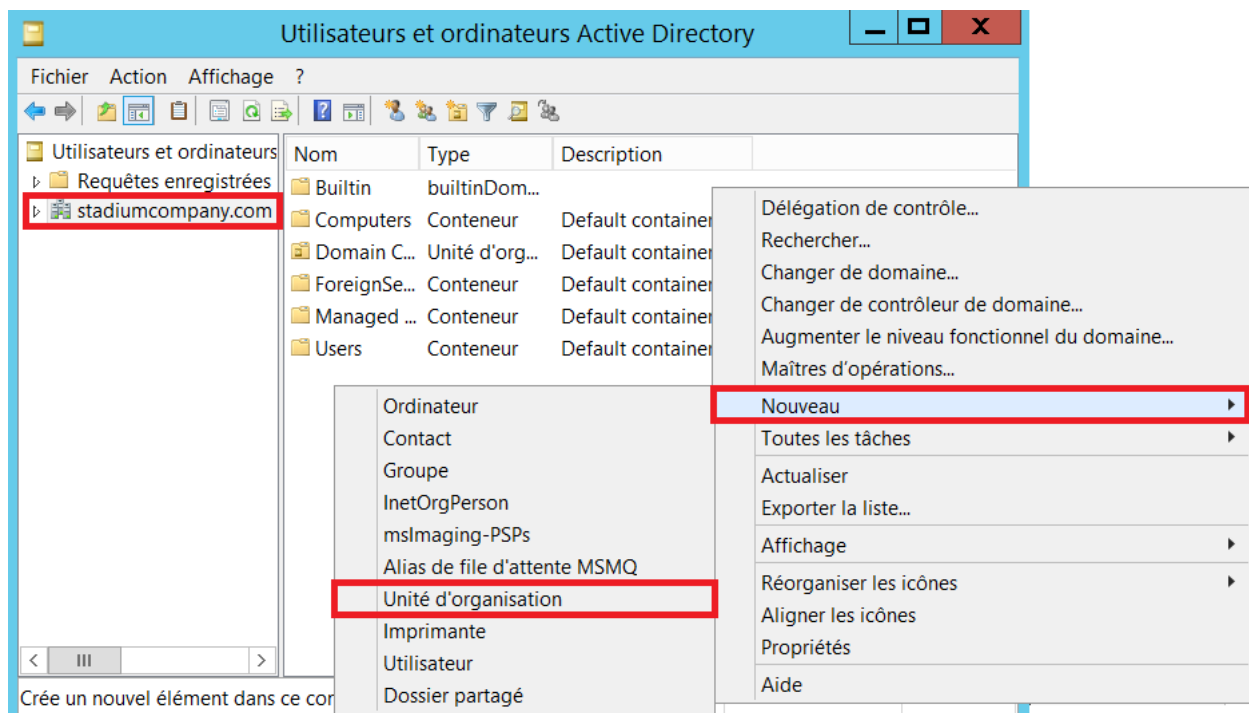 Utilisateurs et ordinateurs Active Directory
Fichier Action Affichage ?
Utilisateurs et ordinateurs
Requêtes enregistrées
stadiumcompany.com
Nom Type Description
Builtin builtinDom...
Computers Conteneur Default container
Domain C... Unité d'org... Default container
ForeignSe... Conteneur Default container
Managed ... Conteneur Default container
Users Conteneur Default container
Délégation de contrôle...
Rechercher...
Changer de domaine...
Changer de contrôleur de domaine...
Augmenter le niveau fonctionnel du domaine...
Maîtres d'opérations...
Nouveau
Toutes les tâches
Actualiser
Exporter la liste...
Affichage
Réorganiser les icônes
Aligner les icônes
Propriétés
Aide
Ordinateur
Contact
Groupe
InetOrgPerson
msImaging-PSPs
Alias de file d'attente MSMQ
Unité d'organisation
Imprimante
Utilisateur
Dossier partagé
Crée un nouvel élément dans ce con